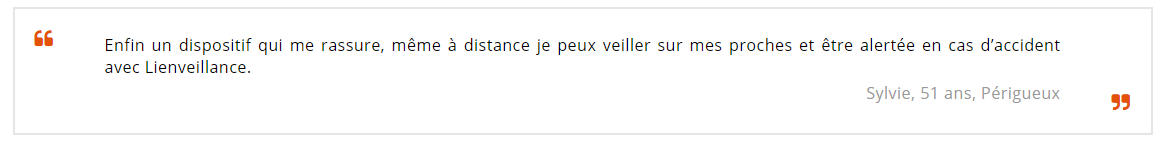 Enfin un dispositif qui me rassure, même à distance je peux veiller sur mes proches et être alertée en cas d’accident
avec Lienveillance.
Sylvie, 51 ans, Périgueux